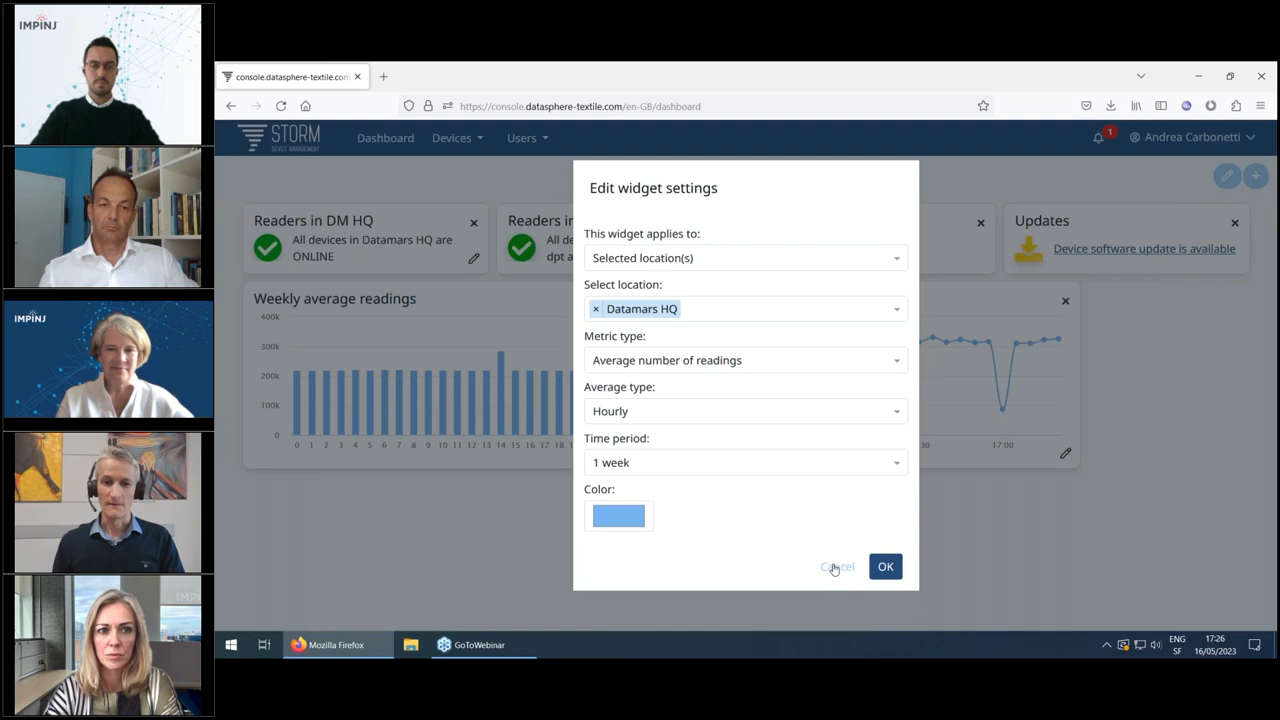 IMPINJ
IMPINJ
IMP
console.datasphere-textile.com
https://console.datasphere-textile.com/en-GB/dashboard
STORM
DEVICE MANAGEMENT
Dashboard
Devices
Users
1
Andrea Carbonetti
Readers in DM HQ
All devices in Datamars HQ are
ONLINE
Readers in
All de
dpt a
Updates
Device software update is available
Weekly average readings
400k
300k
200k
100k
0
0 1 2 3 4 5 6 7 8 9 10 11 12 13 14 15 16 17 18
:30 17:00
Edit widget settings
This widget applies to:
Selected location(s)
Select location:
× Datamars HQ
Metric type:
Average number of readings
Average type:
Hourly
Time period:
1 week
Color:
Cancel
OK
Mozilla Firefox
GoToWebinar
ENG
SF
17:26
16/05/2023